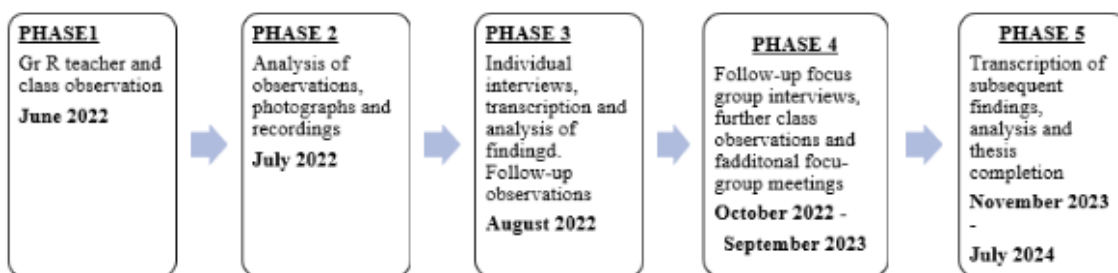 PHASE1
Gr R teacher and
class observation
June 2022
PHASE 2
Analysis of
observations,
photographs and
recordings
July 2022
PHASE 3
Individual
interviews,
transcription and
analysis of
findingd.
Follow-up
observations
August 2022
PHASE 4
Follow-up focus
group interviews,
further class
observations and
fadditonal focu-
group meetings
October 2022 -
September 2023
PHASE 5
Transcription of
subsequent
findings,
analysis and
thesis
completion
November 2023
-
July 2024